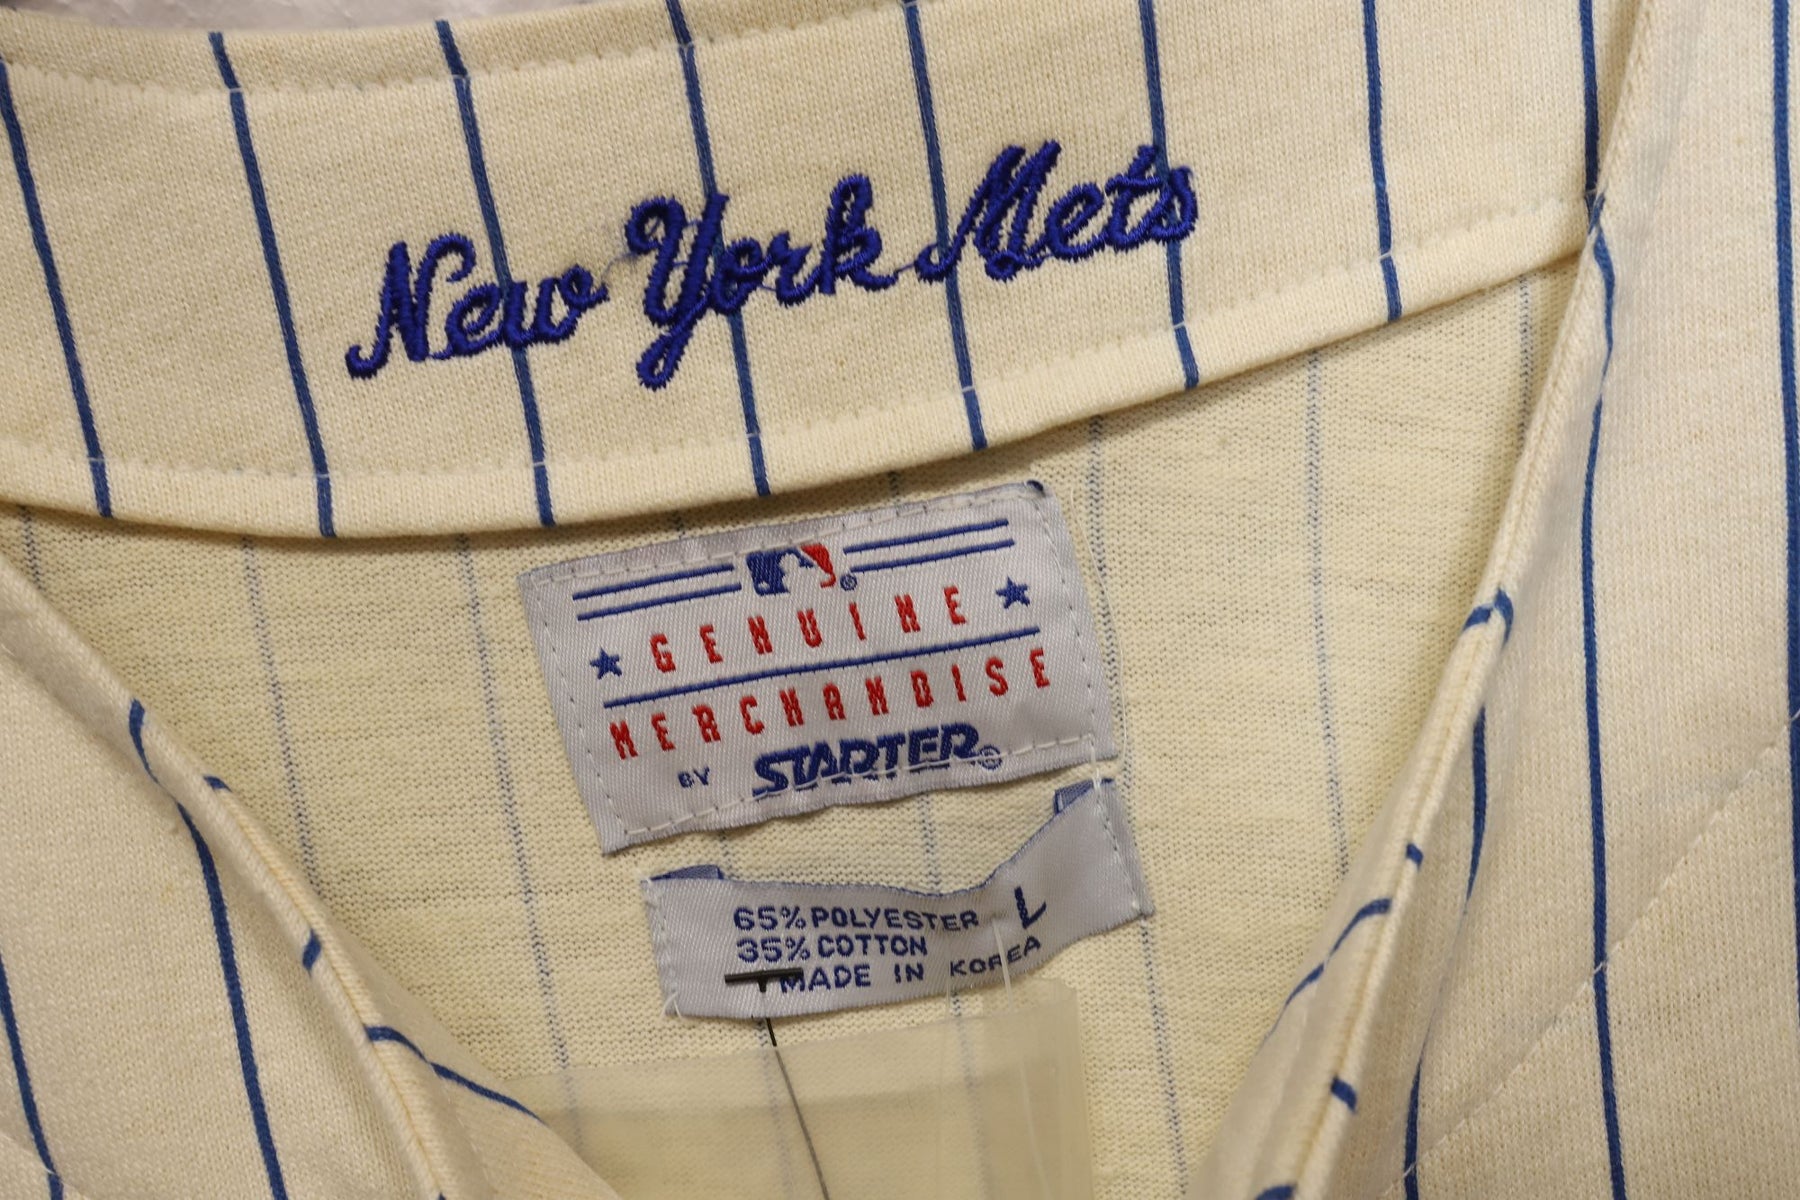 New York Mets
GENUINE
MERCHANDISE
BY STARTER®
65% POLYESTER L
35% COTTON
MADE IN KOREA